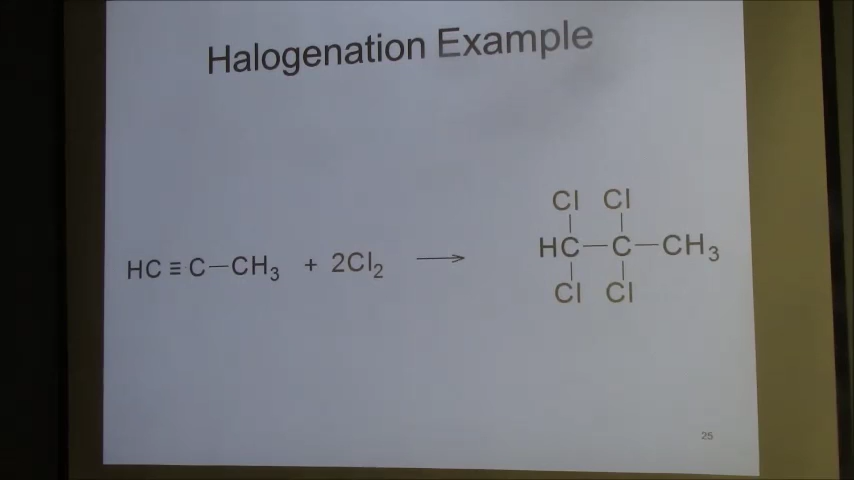 Halogenation Example
Cl Cl
HC≡C—CH₃ + 2Cl₂ ⟶ HC—C—CH₃
Cl Cl
25